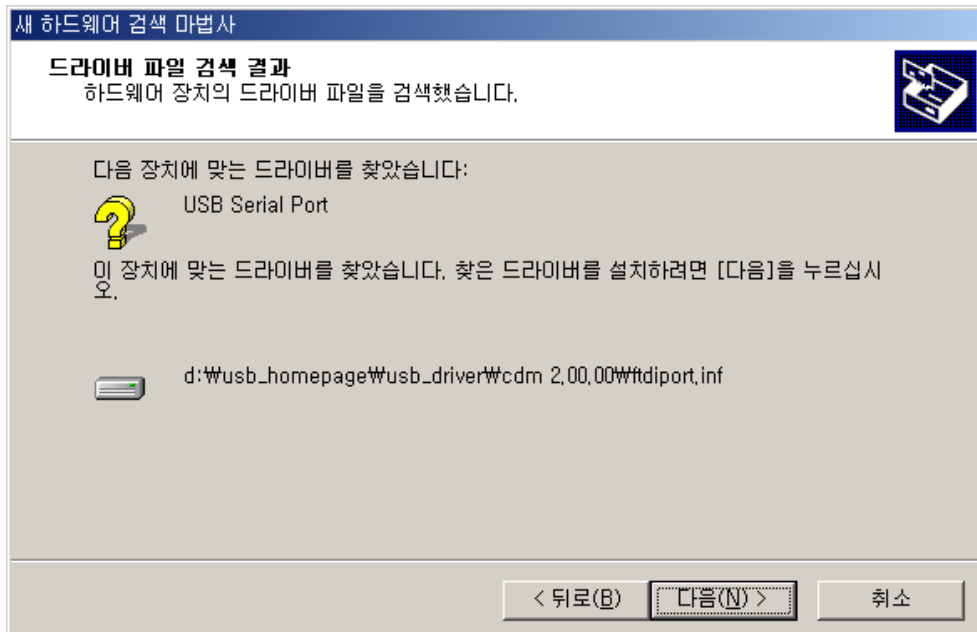 새 하드웨어 검색 마법사
드라이버 파일 검색 결과
하드웨어 장치의 드라이버 파일을 검색했습니다.
다음 장치에 맞는 드라이버를 찾았습니다:
USB Serial Port
이 장치에 맞는 드라이버를 찾았습니다. 찾은 드라이버를 설치하려면 [다음]을 누르십시
오.
d:₩usb_homepage₩usb_driver₩cdm 2.00.00₩ftdiport.inf
< 뒤로(B)
다음(N) >
취소